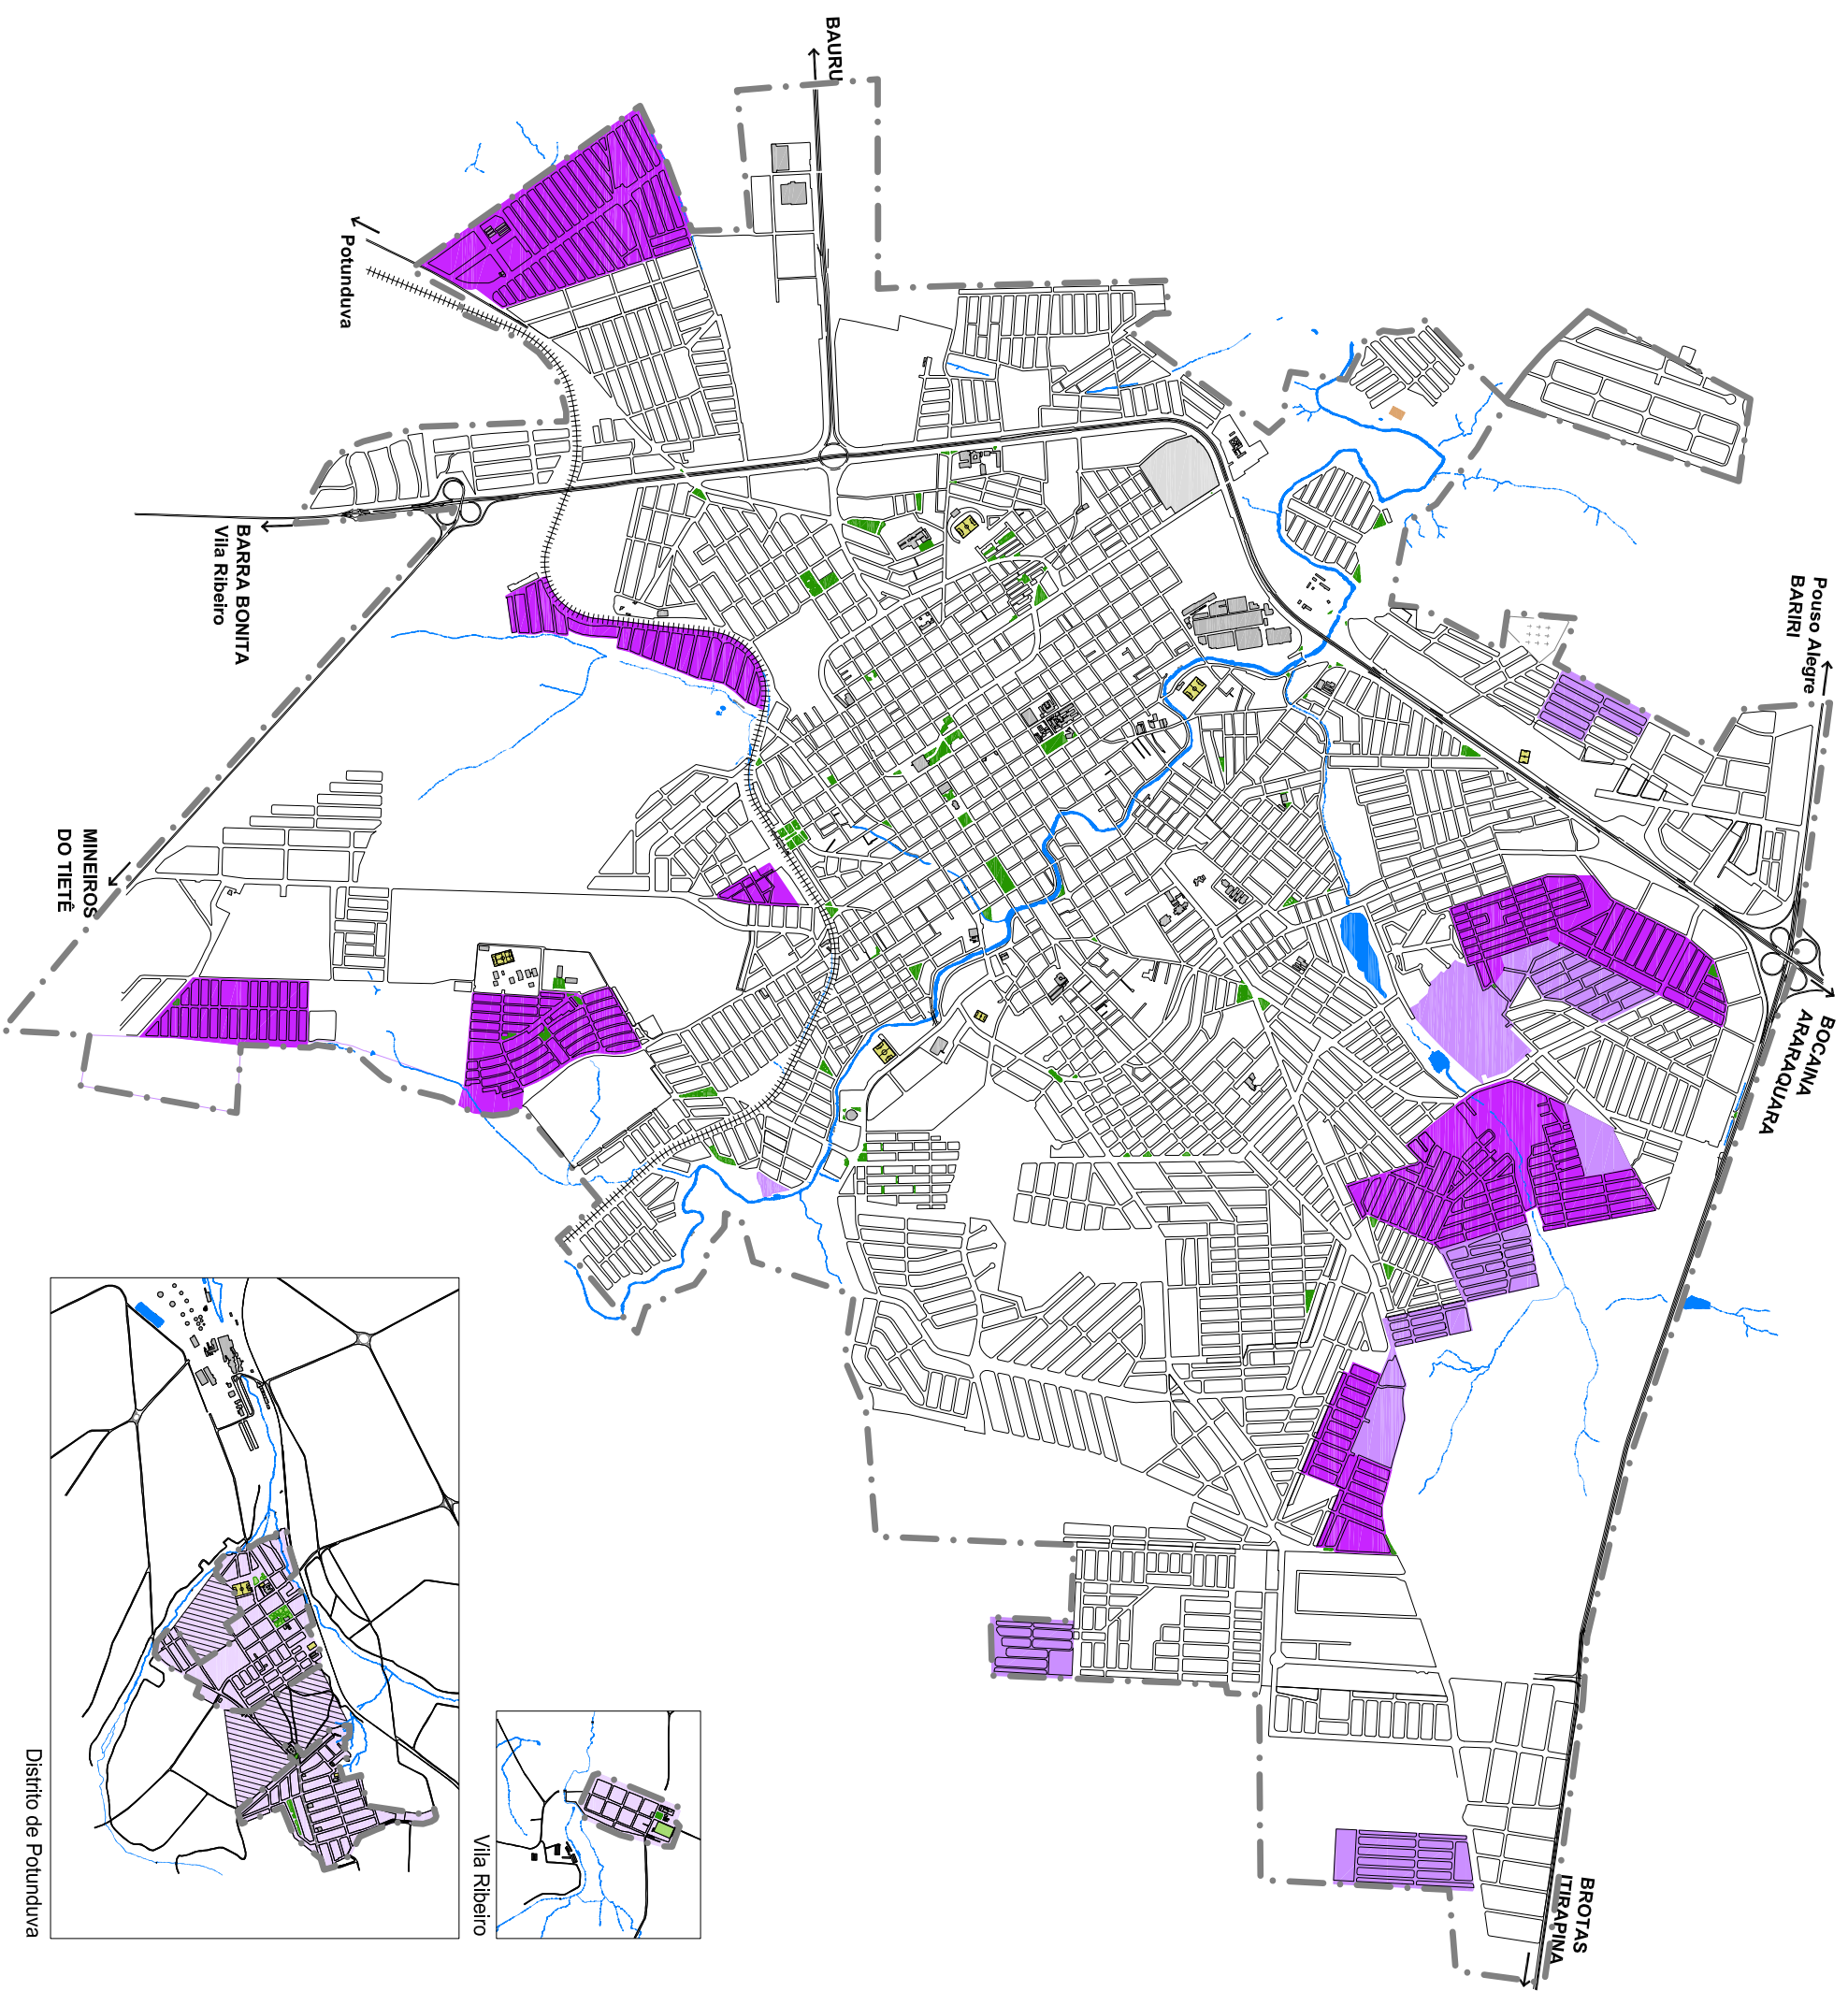 BAURU
Potunduva
BARRA BONITA
Vila Ribeiro
MINEIROS
DO TIETÊ
Pouso Alegre
BARIRI
BOCAINA
ARARAQUARA
BROTAS
ITIRAPINA
Distrito de Potunduva
Vila Ribeiro